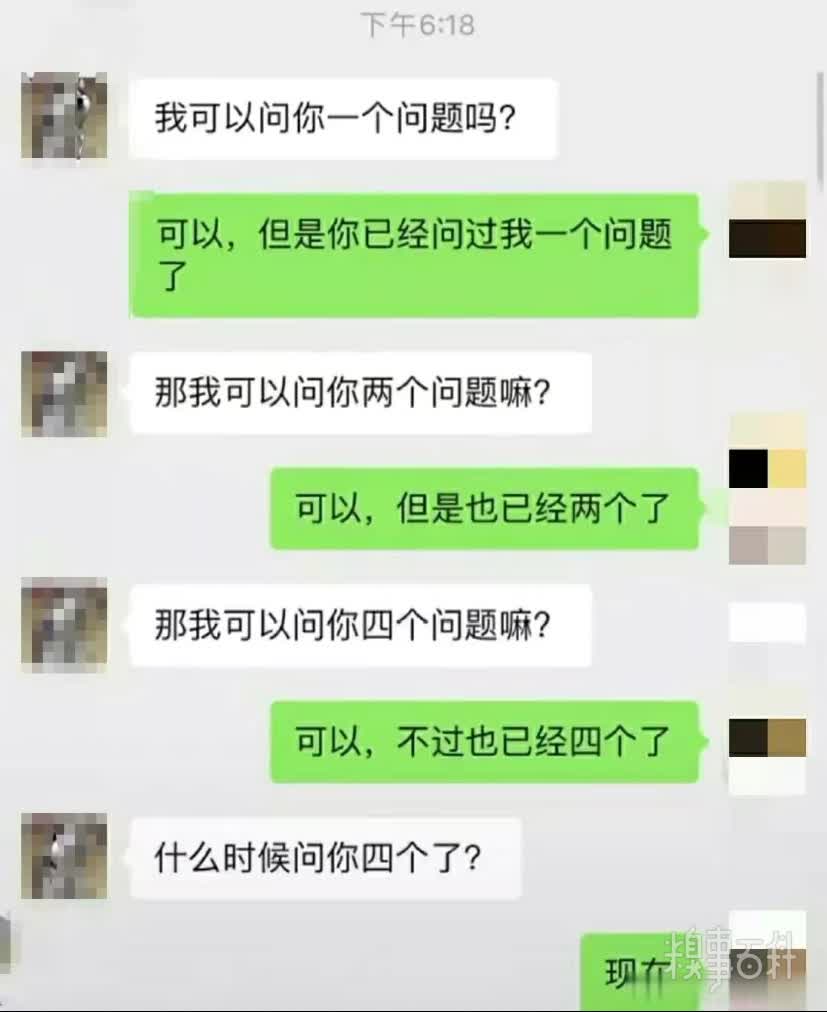 下午6:18
我可以问你一个问题吗？
可以，但是你已经问过我一个问题
了
那我可以问你两个问题嘛？
可以，但是也已经两个了
那我可以问你四个问题嘛？
可以，不过也已经四个了
什么时候问你四个了？
现在
糗事百科